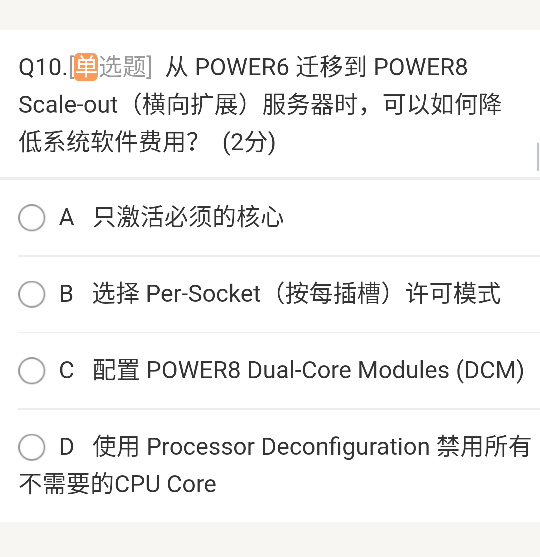 Q10.[单选题] 从 POWER6 迁移到 POWER8
Scale-out（横向扩展）服务器时，可以如何降
低系统软件费用？ (2分)
A 只激活必须的核心
B 选择 Per-Socket（按每插槽）许可模式
C 配置 POWER8 Dual-Core Modules (DCM)
D 使用 Processor Deconfiguration 禁用所有
不需要的CPU Core